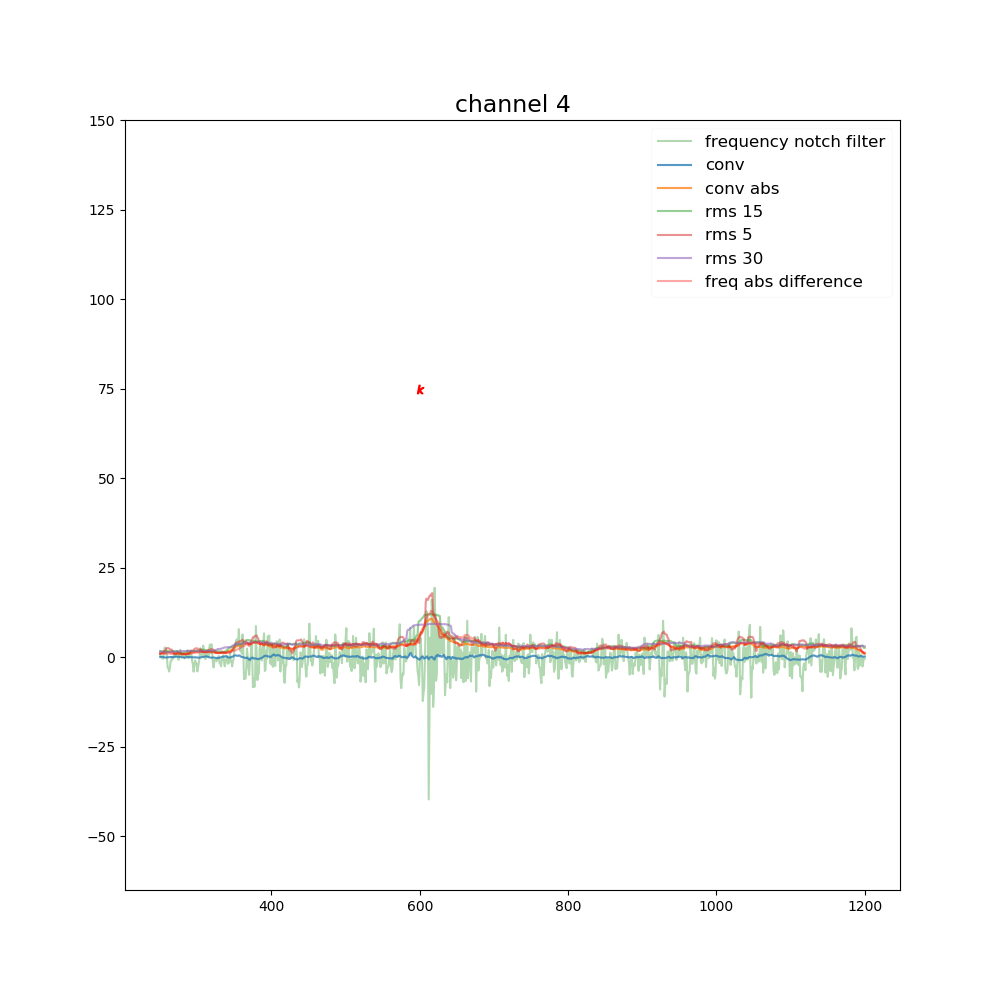 channel 4
150
125
100
75
50
25
0
−25
−50
400 600 800 1000 1200
frequency notch filter
conv
conv abs
rms 15
rms 5
rms 30
freq abs difference
k